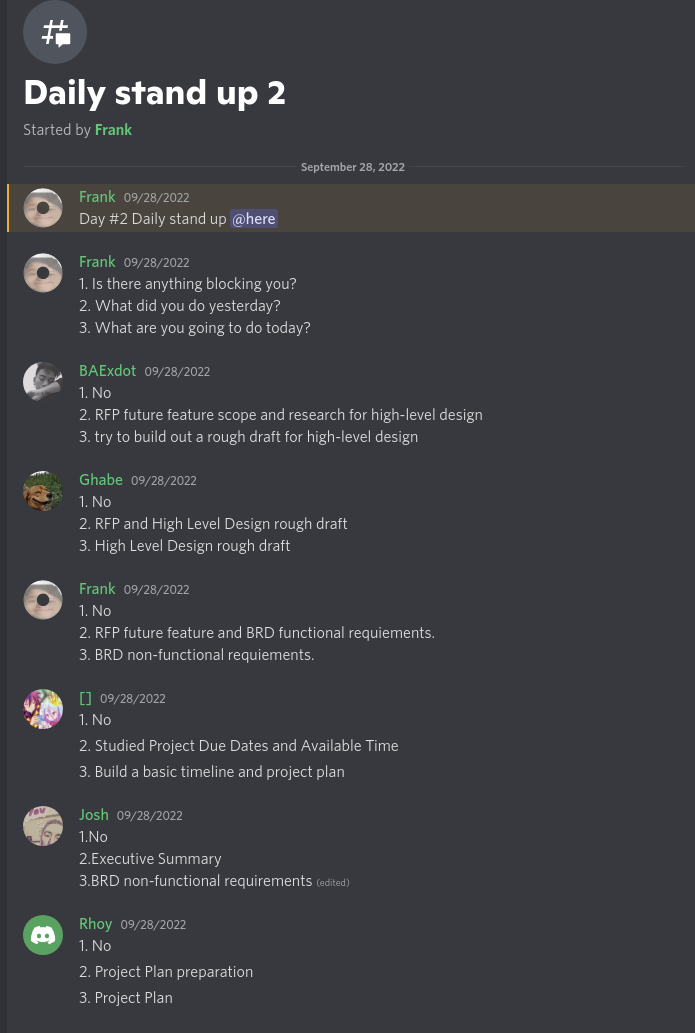 Daily stand up 2
Started by Frank
September 28, 2022
Frank 09/28/2022
Day #2 Daily stand up @here
Frank 09/28/2022
1. Is there anything blocking you?
2. What did you do yesterday?
3. What are you going to do today?
BAExdot 09/28/2022
1. No
2. RFP future feature scope and research for high-level design
3. try to build out a rough draft for high-level design
Ghabe 09/28/2022
1. No
2. RFP and High Level Design rough draft
3. High Level Design rough draft
Frank 09/28/2022
1. No
2. RFP future feature and BRD functional requiements.
3. BRD non-functional requiements.
[] 09/28/2022
1. No
2. Studied Project Due Dates and Available Time
3. Build a basic timeline and project plan
Josh 09/28/2022
1.No
2.Executive Summary
3.BRD non-functional requirements (edited)
Rhoy 09/28/2022
1. No
2. Project Plan preparation
3. Project Plan